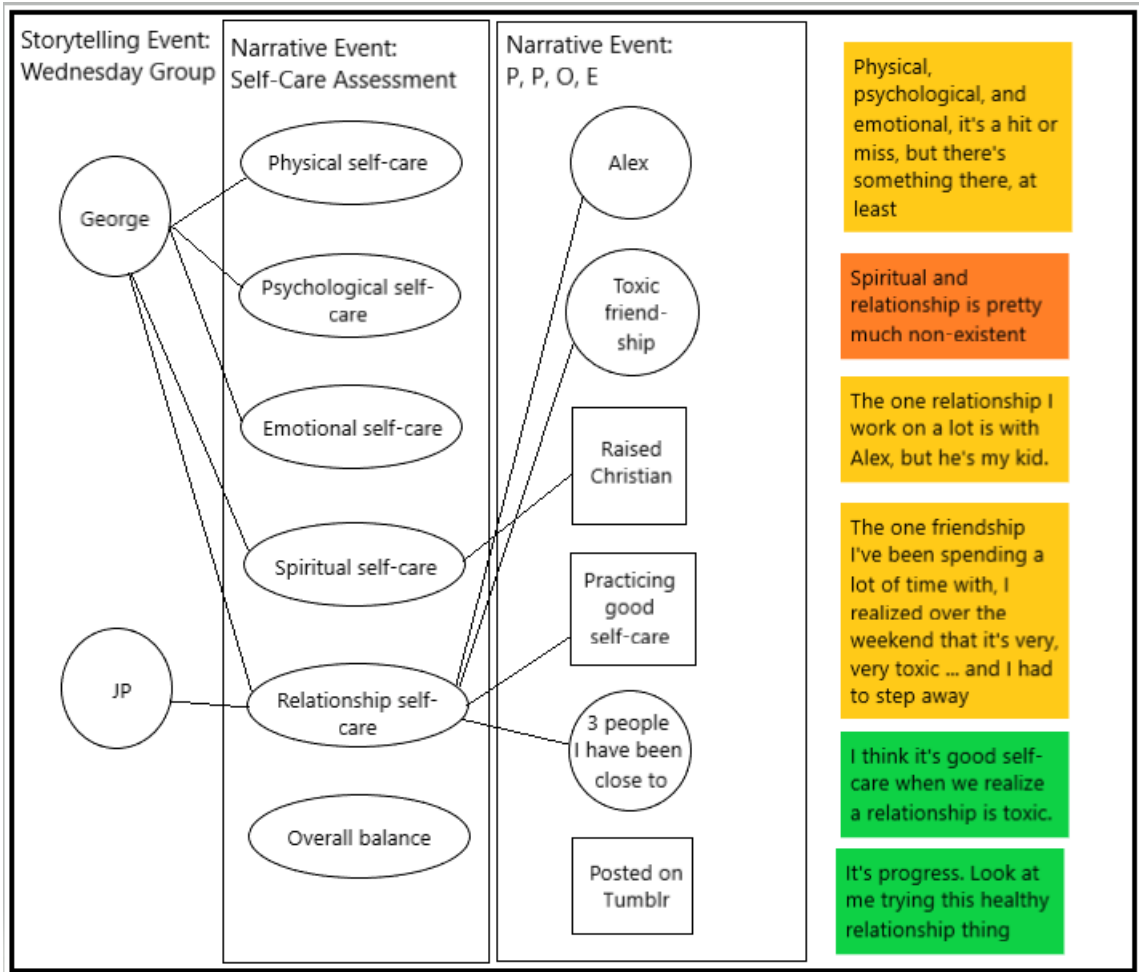 Storytelling Event:
Wednesday Group
George
JP
Narrative Event:
Self-Care Assessment
Physical self-care
Psychological self-
care
Emotional self-care
Spiritual self-care
Relationship self-
care
Overall balance
Narrative Event:
P, P, O, E
Alex
Toxic
friend-
ship
Raised
Christian
Practicing
good
self-care
3 people
I have been
close to
Posted on
Tumblr
Physical,
psychological, and
emotional, it's a hit or
miss, but there's
something there, at
least
Spiritual and
relationship is pretty
much non-existent
The one relationship I
work on a lot is with
Alex, but he's my kid.
The one friendship
I've been spending a
lot of time with, I
realized over the
weekend that it's very,
very toxic ... and I had
to step away
I think it's good self-
care when we realize
a relationship is toxic.
It's progress. Look at
me trying this healthy
relationship thing